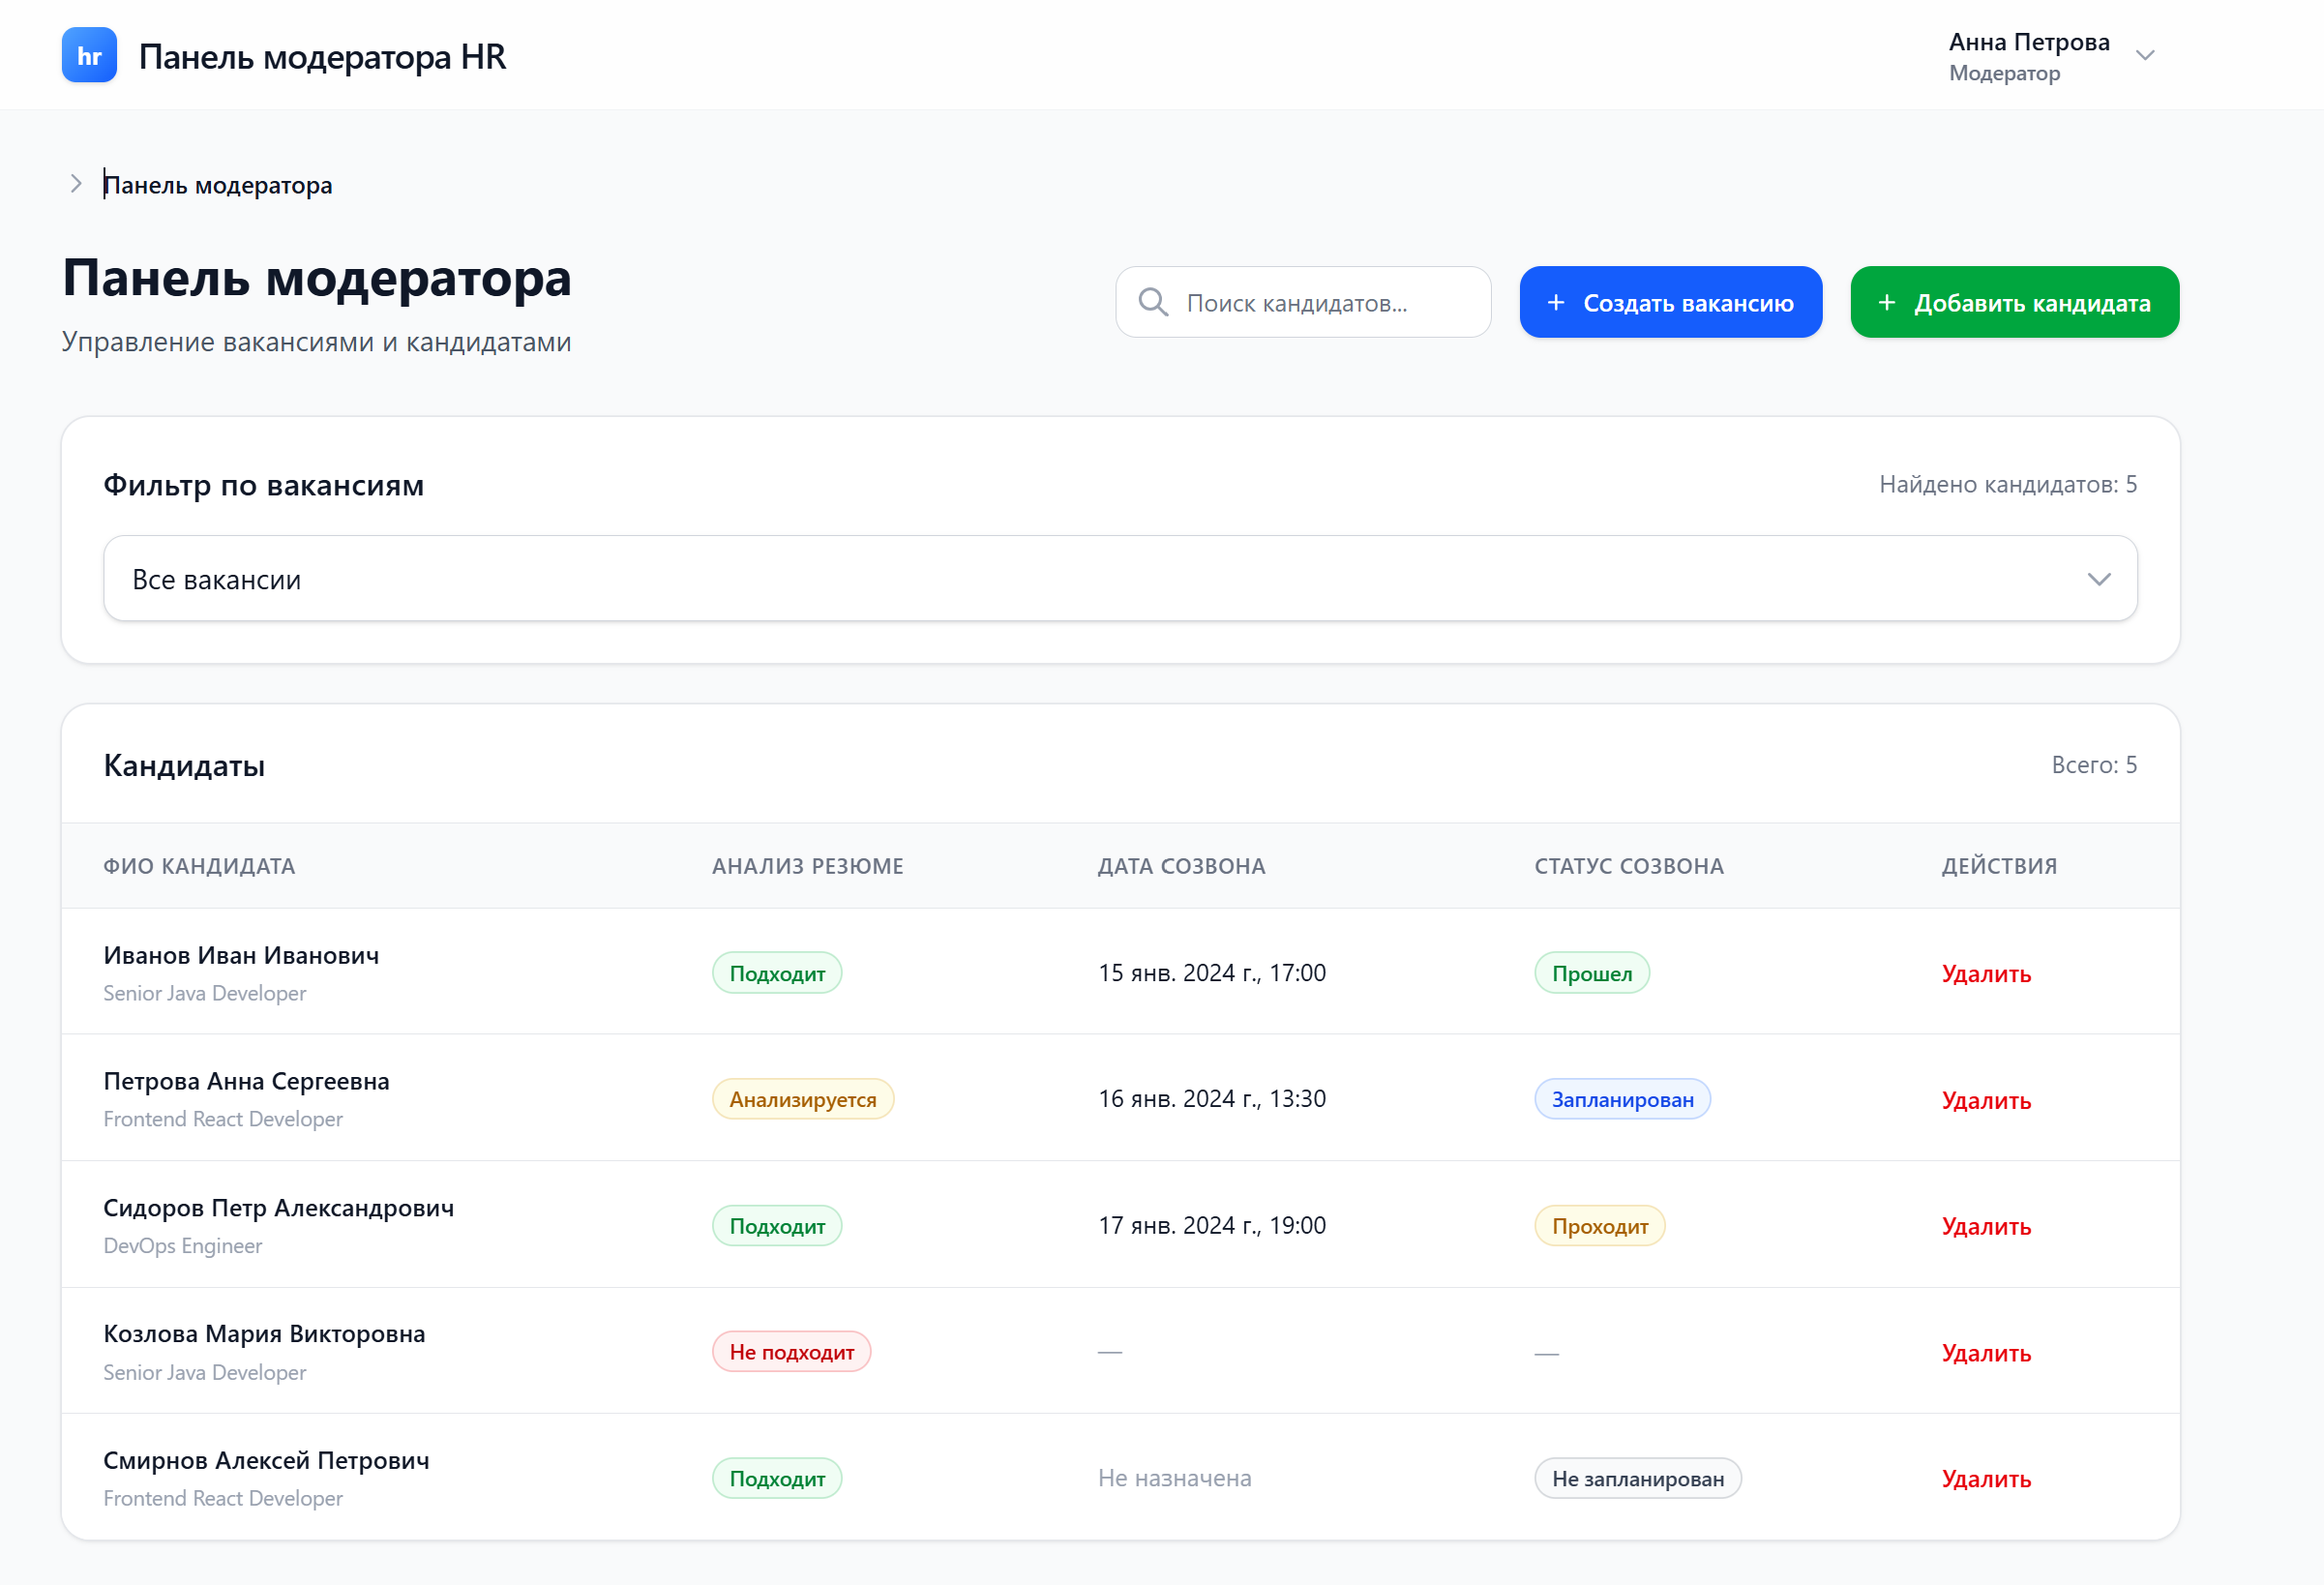 hr
Панель модератора HR
Анна Петрова
Модератор
Панель модератора
Панель модератора
Управление вакансиями и кандидатами
Поиск кандидатов...
+ Создать вакансию
+ Добавить кандидата
Фильтр по вакансиям
Найдено кандидатов: 5
Все вакансии
Кандидаты
Всего: 5
ФИО КАНДИДАТА АНАЛИЗ РЕЗЮМЕ ДАТА СОЗВОНА СТАТУС СОЗВОНА ДЕЙСТВИЯ
Иванов Иван Иванович
Senior Java Developer
Подходит 15 янв. 2024 г., 17:00 Прошел Удалить
Петрова Анна Сергеевна
Frontend React Developer
Анализируется 16 янв. 2024 г., 13:30 Запланирован Удалить
Сидоров Петр Александрович
DevOps Engineer
Подходит 17 янв. 2024 г., 19:00 Проходит Удалить
Козлова Мария Викторовна
Senior Java Developer
Не подходит — — Удалить
Смирнов Алексей Петрович
Frontend React Developer
Подходит Не назначена Не запланирован Удалить